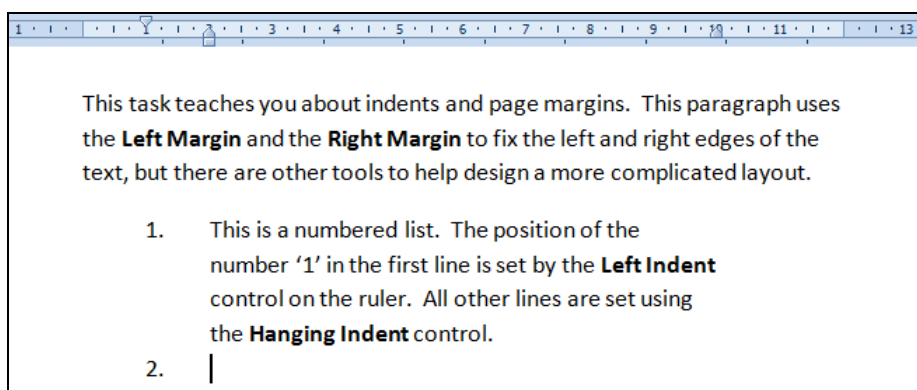 1 1 2 3 4 5 6 7 8 9 10 11 13
This task teaches you about indents and page margins. This paragraph uses
the Left Margin and the Right Margin to fix the left and right edges of the
text, but there are other tools to help design a more complicated layout.
1. This is a numbered list. The position of the
number ‘1’ in the first line is set by the Left Indent
control on the ruler. All other lines are set using
the Hanging Indent control.
2.